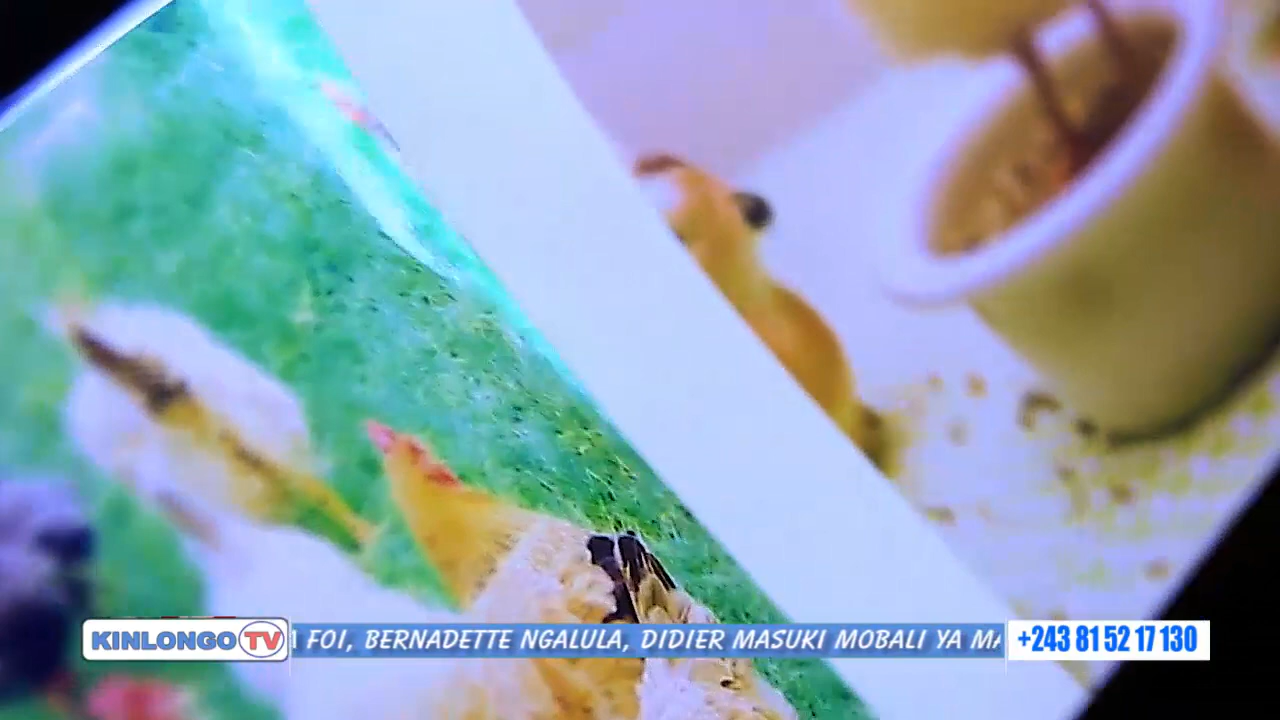 KINLONGO TV
FOI, BERNADETTE NGALULA, DIDIER MASUKI MOBALI YA
+243 81 52 17 130